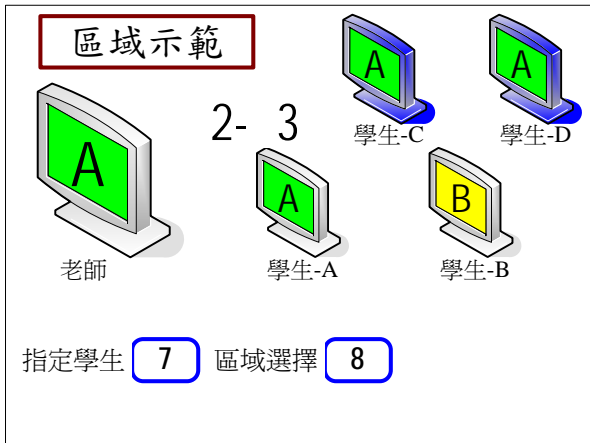 區域示範
A
A
學生-C
學生-D
2- 3
A
老師
A
學生-A
B
學生-B
指定學生 7 區域選擇 8